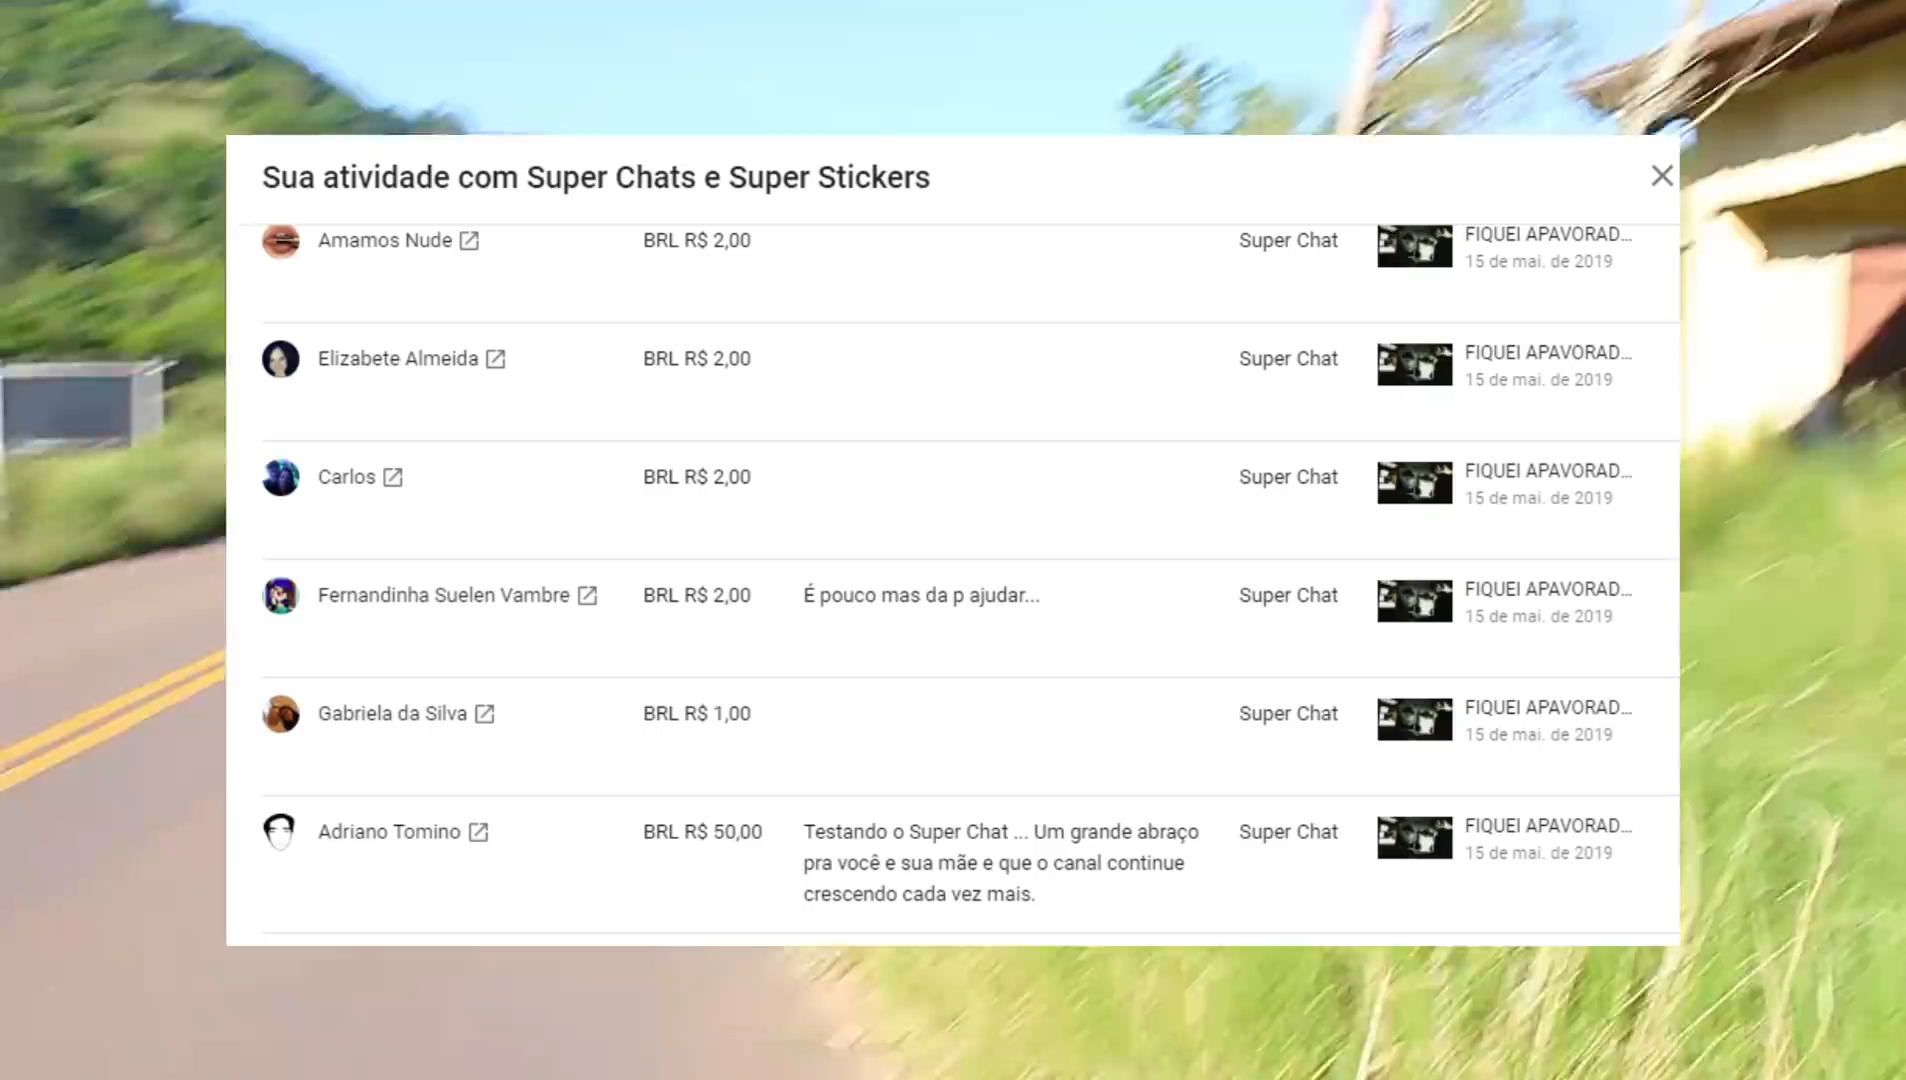 Sua atividade com Super Chats e Super Stickers
Amamos Nude BRL R$ 2,00 Super Chat FIQUEI APAVORAD...
15 de mai. de 2019
Elizabete Almeida BRL R$ 2,00 Super Chat FIQUEI APAVORAD...
15 de mai. de 2019
Carlos BRL R$ 2,00 Super Chat FIQUEI APAVORAD...
15 de mai. de 2019
Fernandinha Suelen Vambre BRL R$ 2,00 É pouco mas da p ajudar... Super Chat FIQUEI APAVORAD...
15 de mai. de 2019
Gabriela da Silva BRL R$ 1,00 Super Chat FIQUEI APAVORAD...
15 de mai. de 2019
Adriano Tomino BRL R$ 50,00 Testando o Super Chat ... Um grande abraço Super Chat FIQUEI APAVORAD...
pra você e sua mãe e que o canal continue 15 de mai. de 2019
crescendo cada vez mais.